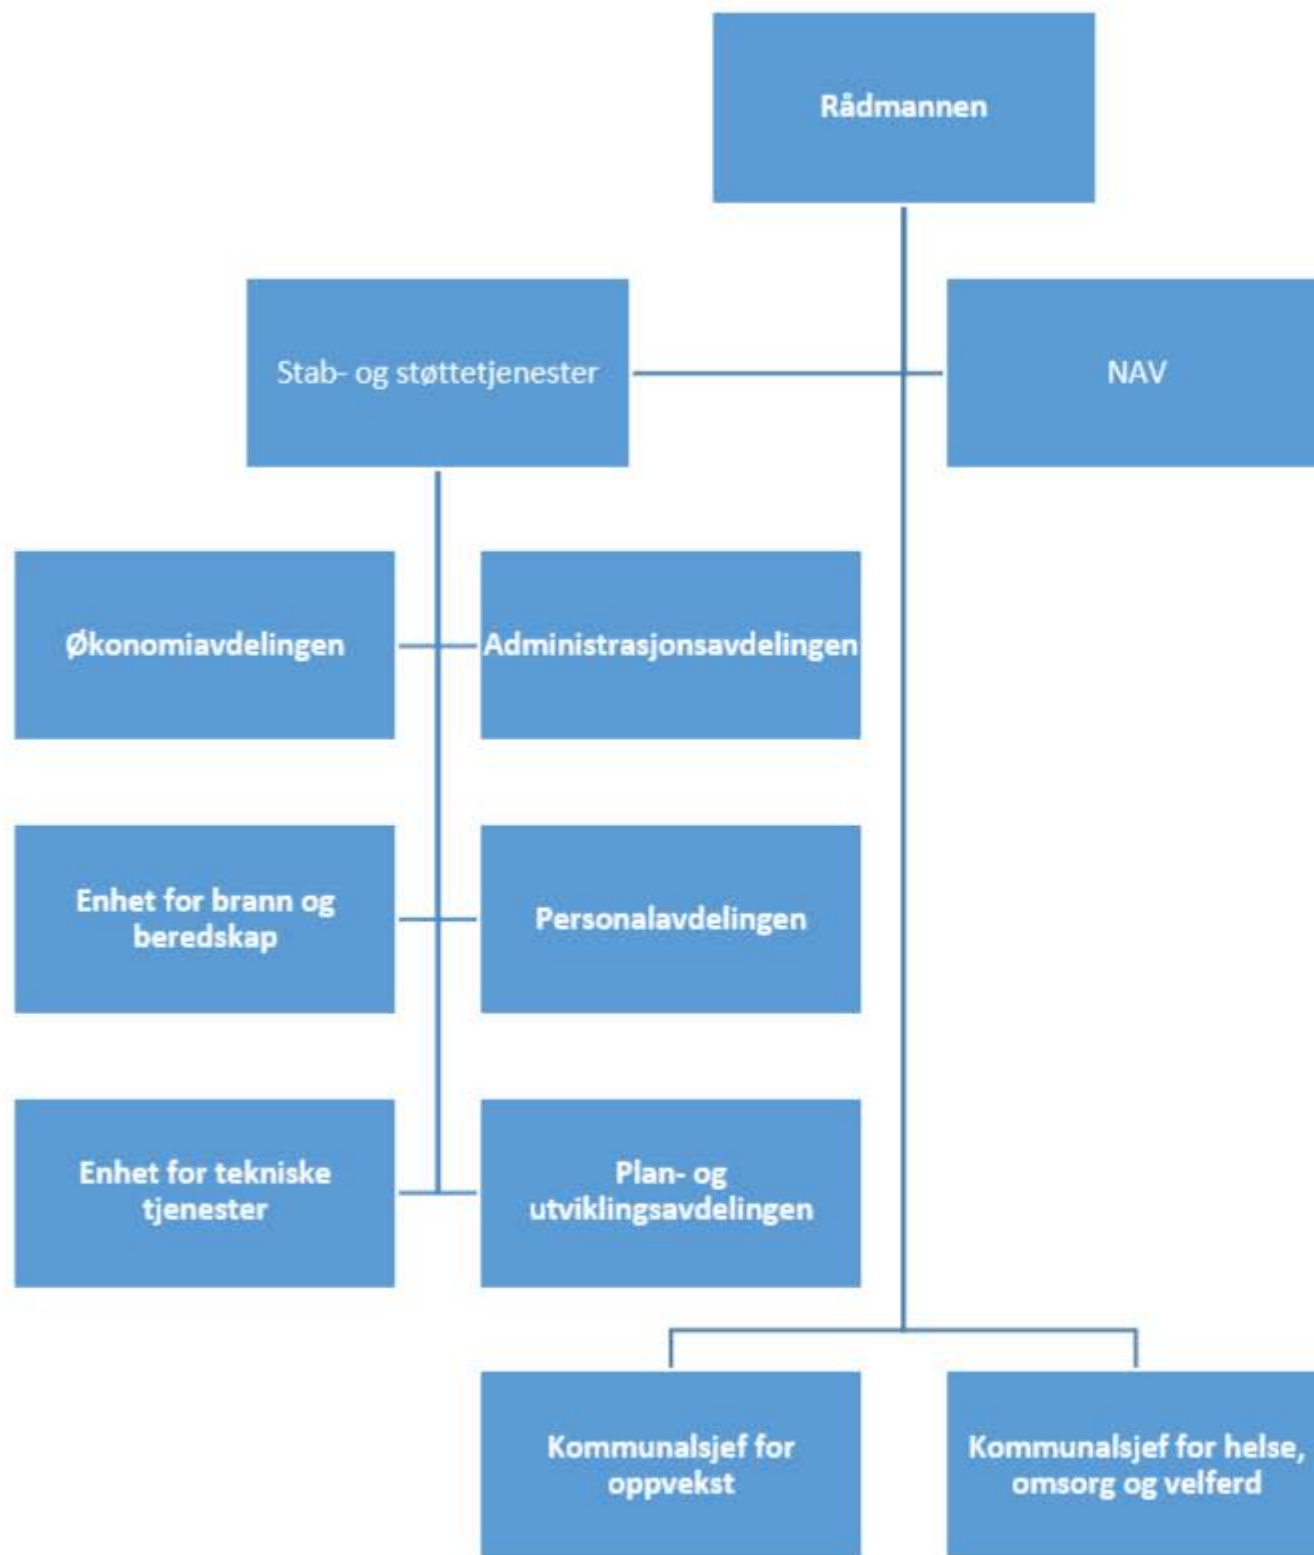 Rådmannen
Stab- og støttetjenester
NAV
Økonomiavdelingen
Administrasjonsavdelingen
Enhet for brann og
beredskap
Personalavdelingen
Enhet for tekniske
tjenester
Plan- og
utviklingsavdelingen
Kommunalsjef for
oppvekst
Kommunalsjef for helse,
omsorg og velferd